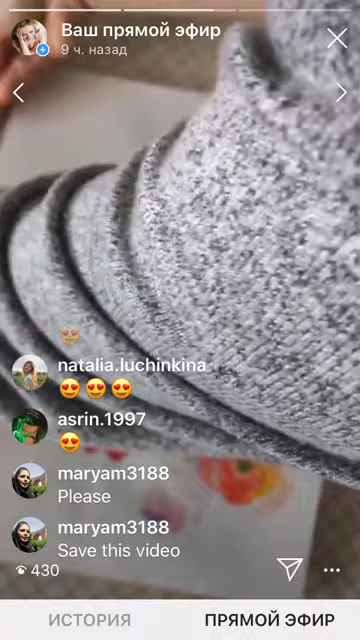 Ваш прямой эфир
9 ч. назад
natalia.luchinkina
😍😍😍
asrin.1997
😍
maryam3188
Please
maryam3188
Save this video
430
ИСТОРИЯ
ПРЯМОЙ ЭФИР